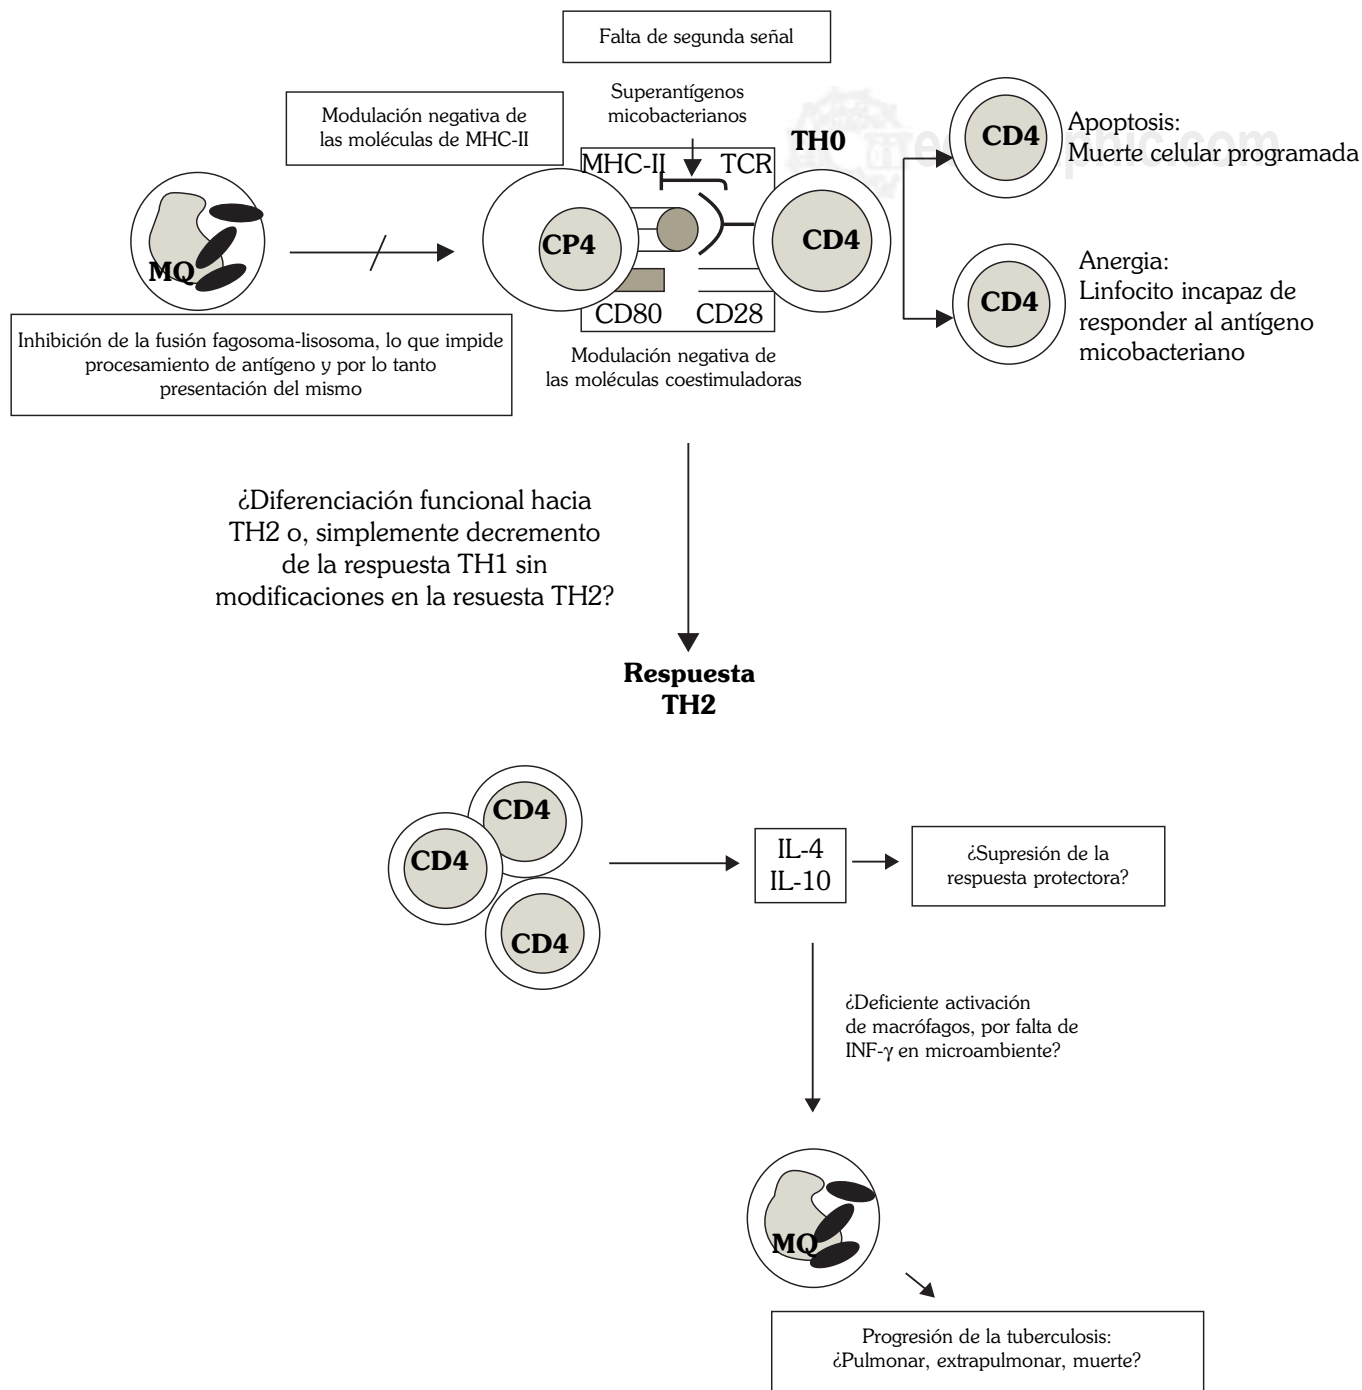 Falta de segunda señal
Modulación negativa de
las moléculas de MHC-II
Superantígenos
micobacterianos
TH0
MHC-II
TCR
MQ
CP4
CD4
CD80
CD28
CD4
Apoptosis:
Muerte celular programada
CD4
Anergia:
Linfocito incapaz de
responder al antígeno
micobacteriano
Inhibición de la fusión fagosoma-lisosoma, lo que impide
procesamiento de antígeno y por lo tanto
presentación del mismo
Modulación negativa de
las moléculas coestimuladoras
¿Diferenciación funcional hacia
TH2 o, simplemente decremento
de la respuesta TH1 sin
modificaciones en la resuesta TH2?
Respuesta
TH2
CD4
CD4
CD4
IL-4
IL-10
¿Supresión de la
respuesta protectora?
¿Deficiente activación
de macrófagos, por falta de
INF-γ en microambiente?
MQ
Progresión de la tuberculosis:
¿Pulmonar, extrapulmonar, muerte?